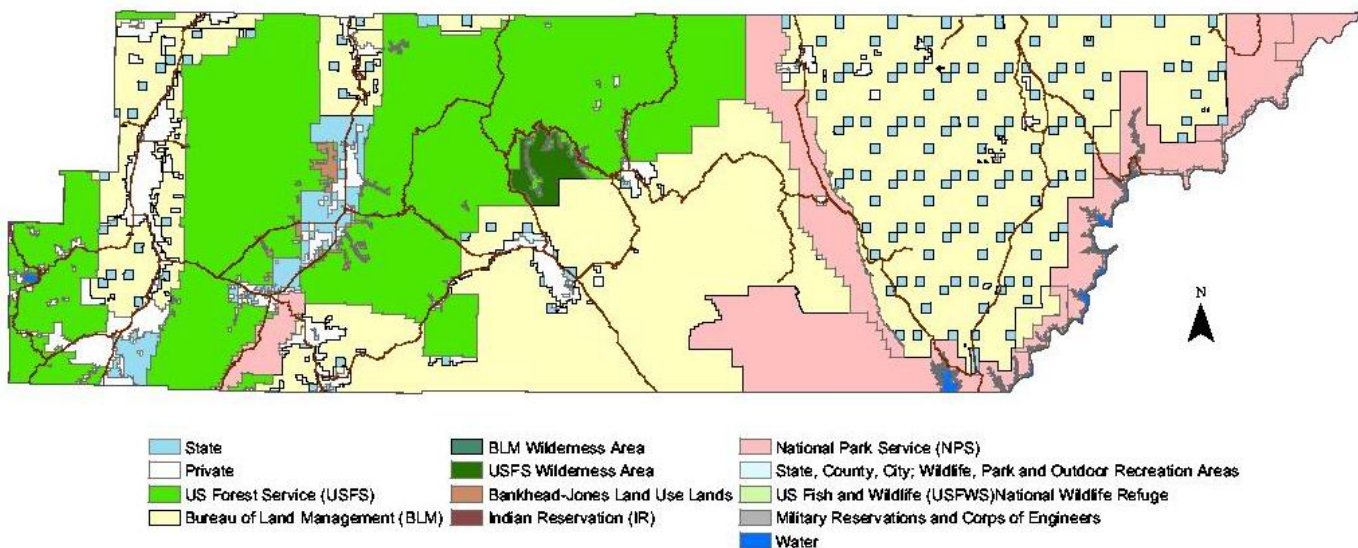 N
State
Private
US Forest Service (USFS)
Bureau of Land Management (BLM)
BLM Wilderness Area
USFS Wilderness Area
Bankhead-Jones Land Use Lands
Indian Reservation (IR)
National Park Service (NPS)
State, County, City; Wildlife, Park and Outdoor Recreation Areas
US Fish and Wildlife (USFWS)National Wildlife Refuge
Military Reservations and Corps of Engineers
Water